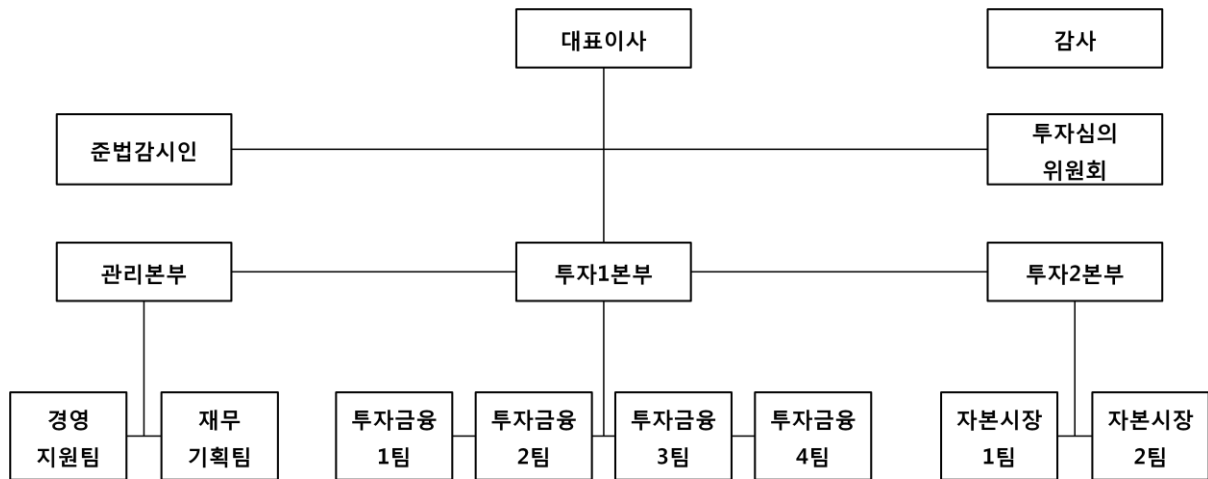 대표이사
감사
준법감시인
투자심의
위원회
관리본부
투자1본부
투자2본부
경영
지원팀
재무
기획팀
투자금융
1팀
투자금융
2팀
투자금융
3팀
투자금융
4팀
자본시장
1팀
자본시장
2팀